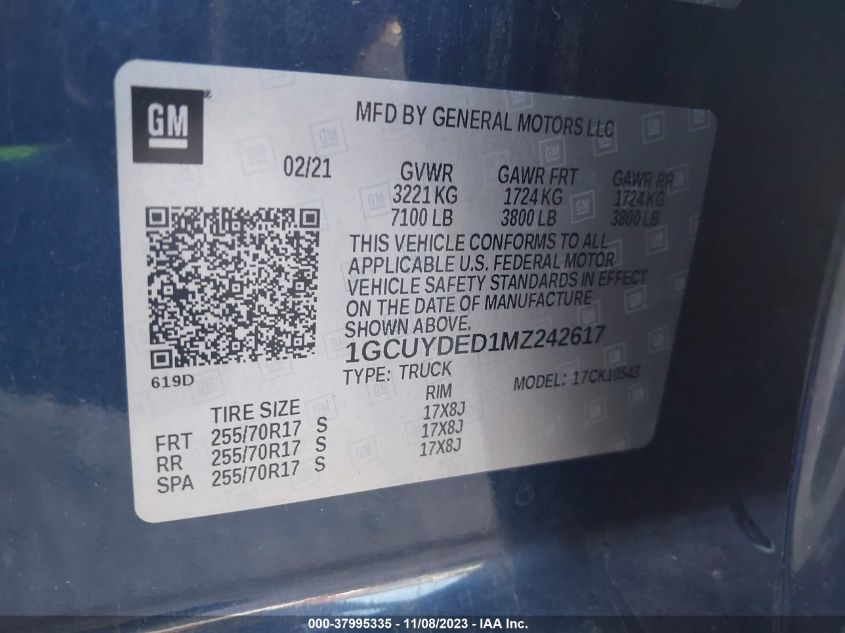 GM ®
MFD BY GENERAL MOTORS LLC
02/21
GVWR GAWR FRT GAWR RR
3221 KG 1724 KG 1724 KG
7100 LB 3800 LB 3800 LB
THIS VEHICLE CONFORMS TO ALL
APPLICABLE U.S. FEDERAL MOTOR
VEHICLE SAFETY STANDARDS IN EFFECT
ON THE DATE OF MANUFACTURE
SHOWN ABOVE.
1GCUYDED1MZ242617
619D
TYPE: TRUCK MODEL: 17CK10543
TIRE SIZE RIM
FRT 255/70R17 S 17X8J
RR 255/70R17 S 17X8J
SPA 255/70R17 S 17X8J
000-37995335 - 11/08/2023 - IAA Inc.